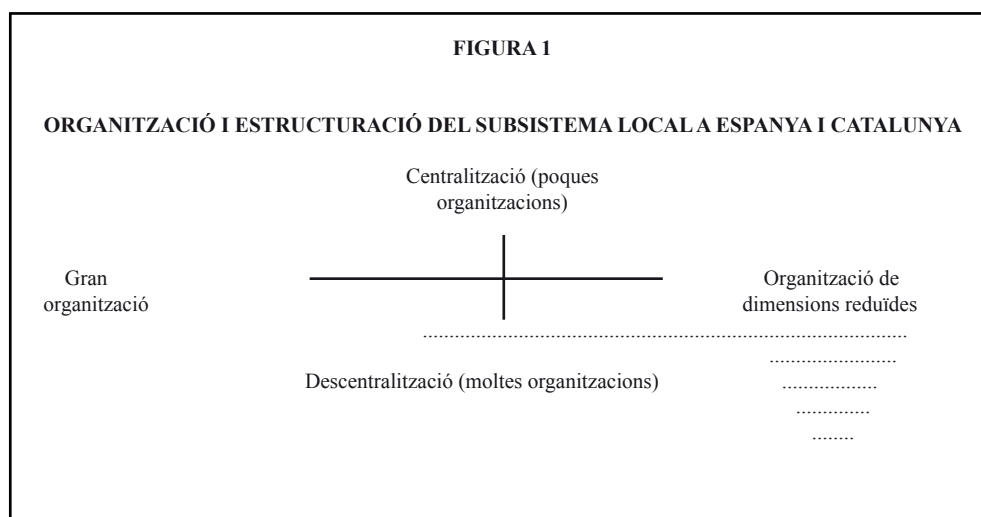 FIGURA 1
ORGANITZACIÓ I ESTRUCTURACIÓ DEL SUBSISTEMA LOCAL A ESPANYA I CATALUNYA
Centralització (poques
organitzacions)
Gran
organització
Organització de
dimensions reduïdes
Descentralització (moltes organitzacions)